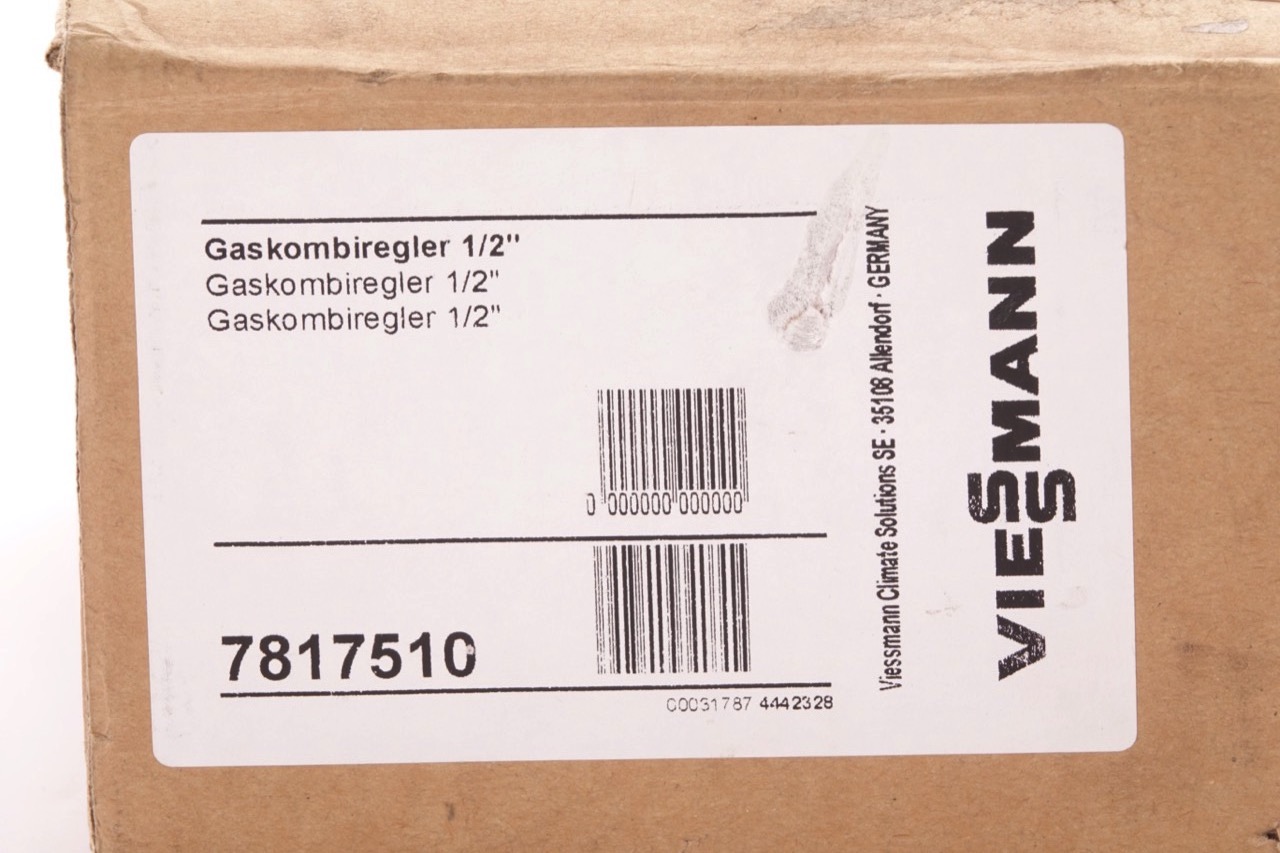 Gaskombiregler 1/2"
Gaskombiregler 1/2"
Gaskombiregler 1/2"
0 000000 000000
7817510
00031787 4442328
Viessmann Climate Solutions SE · 35108 Allendorf · GERMANY
VIESSMANN